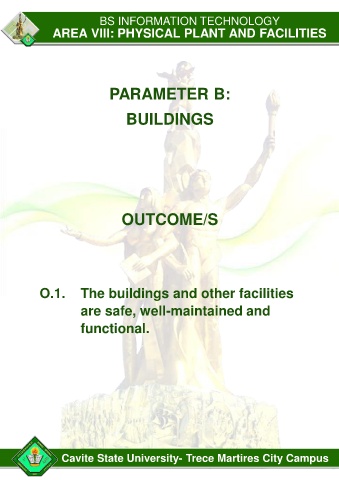 BS INFORMATION TECHNOLOGY
AREA VIII: PHYSICAL PLANT AND FACILITIES
PARAMETER B:
BUILDINGS
OUTCOME/S
O.1. The buildings and other facilities
are safe, well-maintained and
functional.
Cavite State University- Trece Martires City Campus